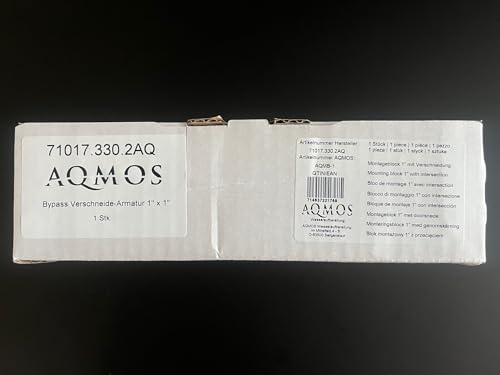 71017.330.2AQ
AQMOS
Bypass Verschneide-Armatur 1" x 1"
1 Stk
Artikelnummer Hersteller
71017.330.2AQ
Artikelnummer AQMOS:
AQMB-1
GTIN/EAN
AQMOS
Wasseraufbereitung
AQMOS Wasseraufbereitung
1 Stück | 1 piece | 1 pièce | 1 pezzo
1 pieza | 1 stuk | 1 styck | 1 sztuka
Montageblock 1" mit Verschneidung
Mounting block 1" with intersection
Bloc de montage 1" avec intersection
Blocco di montaggio 1" con intersezione
Bloque de montaje 1" con intersección
Montageblok 1" met doorsnede
Monteringsblock 1" med genomskärning
Blok montażowy 1" z przecięciem